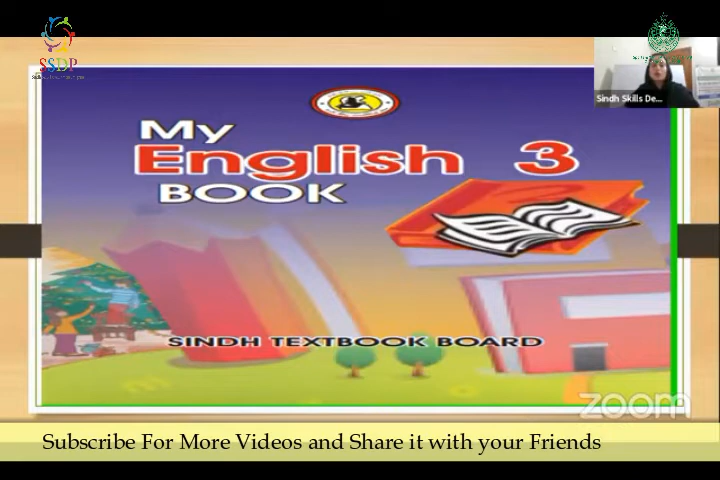 SSDP
Sindh Skills De...
My
English 3
BOOK
SINDH TEXTBOOK BOARD
zoom
Subscribe For More Videos and Share it with your Friends